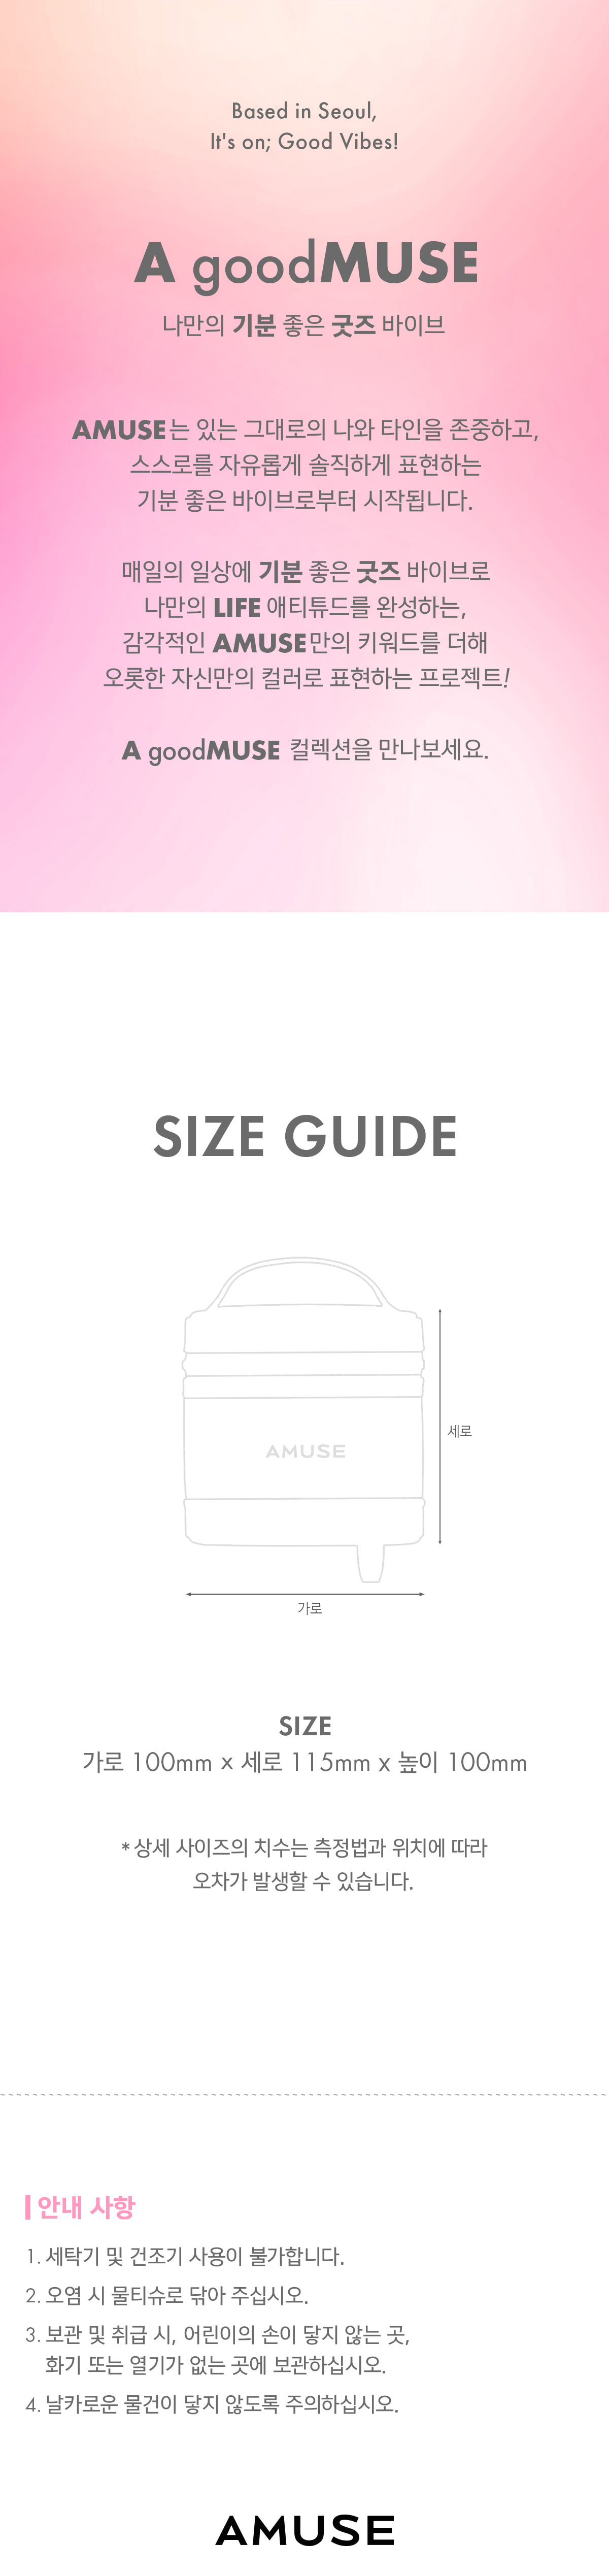 Based in Seoul,
It's on; Good Vibes!
A goodMUSE
나만의 기분 좋은 굿즈 바이브
AMUSE는 있는 그대로의 나와 타인을 존중하고,
스스로를 자유롭게 솔직하게 표현하는
기분 좋은 바이브로부터 시작됩니다.
매일의 일상에 기분 좋은 굿즈 바이브로
나만의 LIFE 애티튜드를 완성하는,
감각적인 AMUSE만의 키워드를 더해
오롯한 자신만의 컬러로 표현하는 프로젝트!
A goodMUSE 컬렉션을 만나보세요.
SIZE GUIDE
AMUSE
세로
가로
SIZE
가로 100mm x 세로 115mm x 높이 100mm
* 상세 사이즈의 치수는 측정법과 위치에 따라
오차가 발생할 수 있습니다.
안내 사항
1. 세탁기 및 건조기 사용이 불가합니다.
2. 오염 시 물티슈로 닦아 주십시오.
3. 보관 및 취급 시, 어린이의 손이 닿지 않는 곳,
화기 또는 열기가 없는 곳에 보관하십시오.
4. 날카로운 물건이 닿지 않도록 주의하십시오.
AMUSE